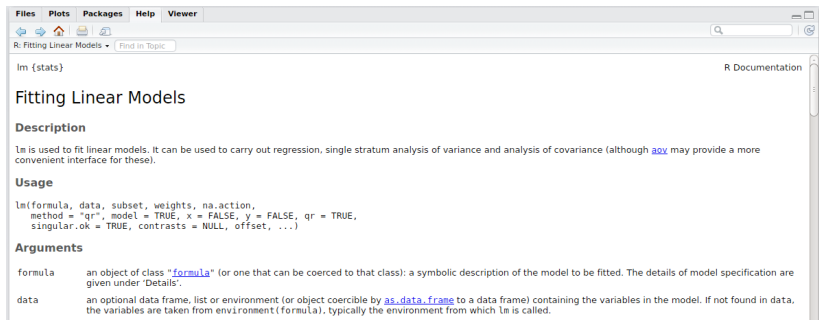 Files Plots Packages Help Viewer
R: Fitting Linear Models Find in Topic
lm {stats} R Documentation
Fitting Linear Models
Description
lm is used to fit linear models. It can be used to carry out regression, single stratum analysis of variance and analysis of covariance (although aov may provide a more
convenient interface for these).
Usage
lm(formula, data, subset, weights, na.action,
   method = "qr", model = TRUE, x = FALSE, y = FALSE, qr = TRUE,
   singular.ok = TRUE, contrasts = NULL, offset, ...)
Arguments
formula an object of class "formula" (or one that can be coerced to that class): a symbolic description of the model to be fitted. The details of model specification are
given under ‘Details’.
data an optional data frame, list or environment (or object coercible by as.data.frame to a data frame) containing the variables in the model. If not found in data,
the variables are taken from environment(formula), typically the environment from which lm is called.